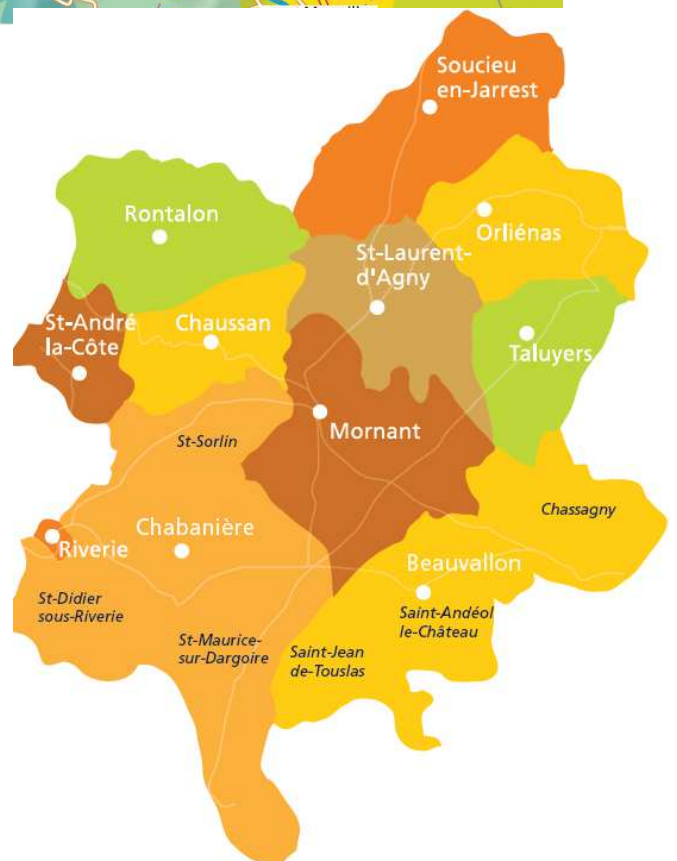 Soucieu
en-Jarrest
Rontalon
Orliénas
St-Laurent-
d'Agny
St-André
la-Côte
Chaussan
Taluyers
Mornant
St-Sorlin
Chassagny
Chabanière
Riverie
Beauvallon
St-Didier
sous-Riverie
Saint-Andéol
le-Château
St-Maurice-
sur-Dargoire
Saint-Jean
de-Touslas